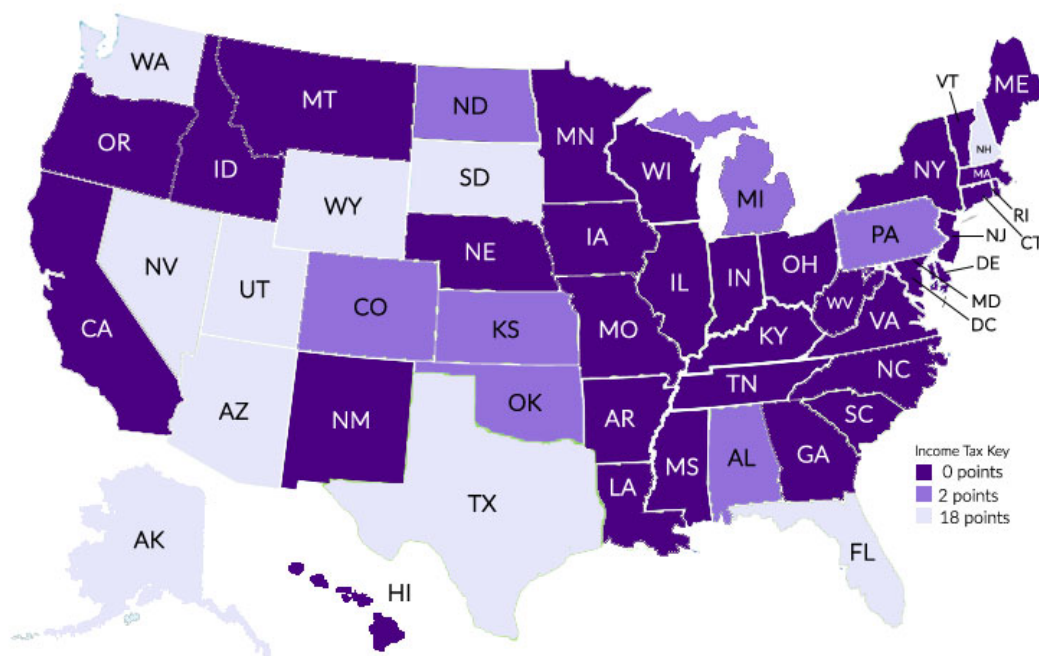 WA
MT
ND
MN
VT
ME
OR
ID
SD
WI
MI
NY
NH
MA
WY
RI
CT
NE
IA
PA
NJ
NV
UT
IL
IN
OH
DE
CA
CO
KS
MO
WV
VA
MD
DC
KY
NC
AZ
NM
OK
AR
TN
SC
TX
LA
MS
AL
GA
Income Tax Key
0 points
2 points
18 points
AK
HI
FL